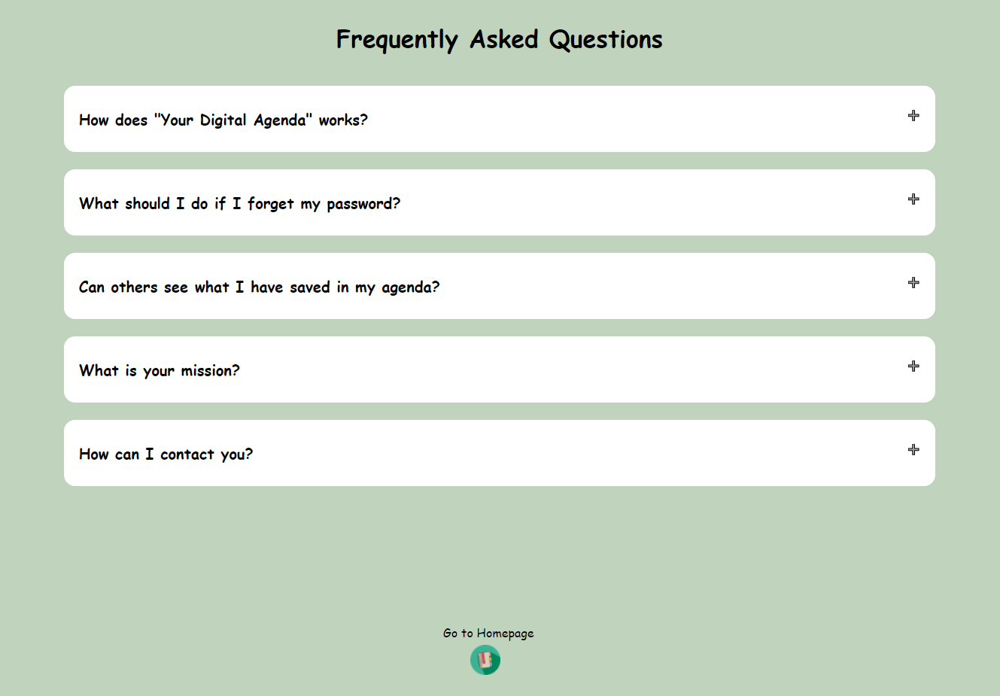 Frequently Asked Questions
How does "Your Digital Agenda" works?
What should I do if I forget my password?
Can others see what I have saved in my agenda?
What is your mission?
How can I contact you?
Go to Homepage